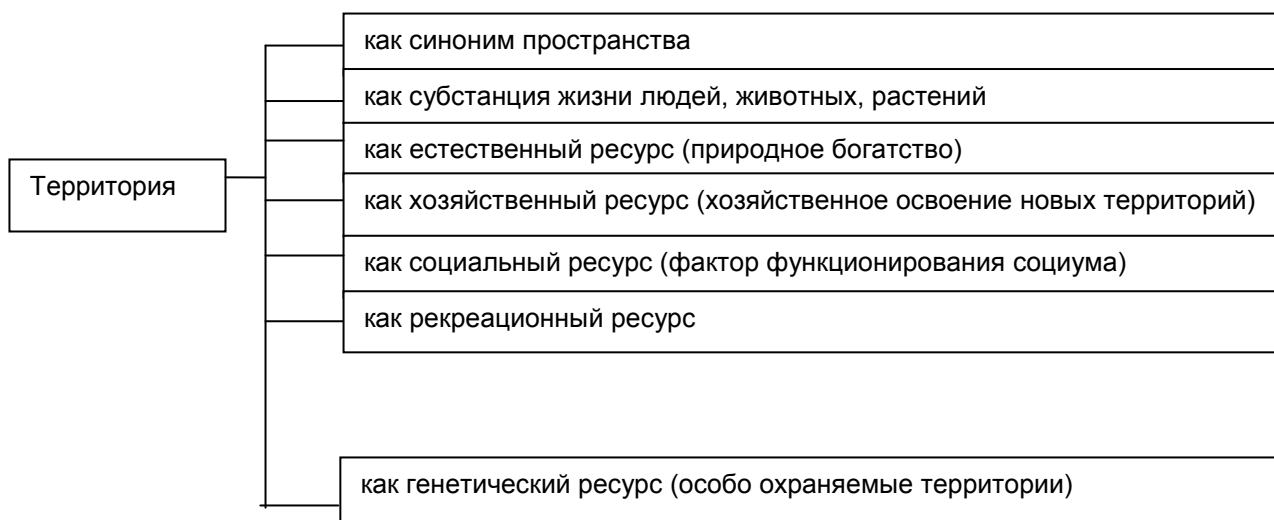 Территория
как синоним пространства
как субстанция жизни людей, животных, растений
как естественный ресурс (природное богатство)
как хозяйственный ресурс (хозяйственное освоение новых территорий)
как социальный ресурс (фактор функционирования социума)
как рекреационный ресурс
как генетический ресурс (особо охраняемые территории)